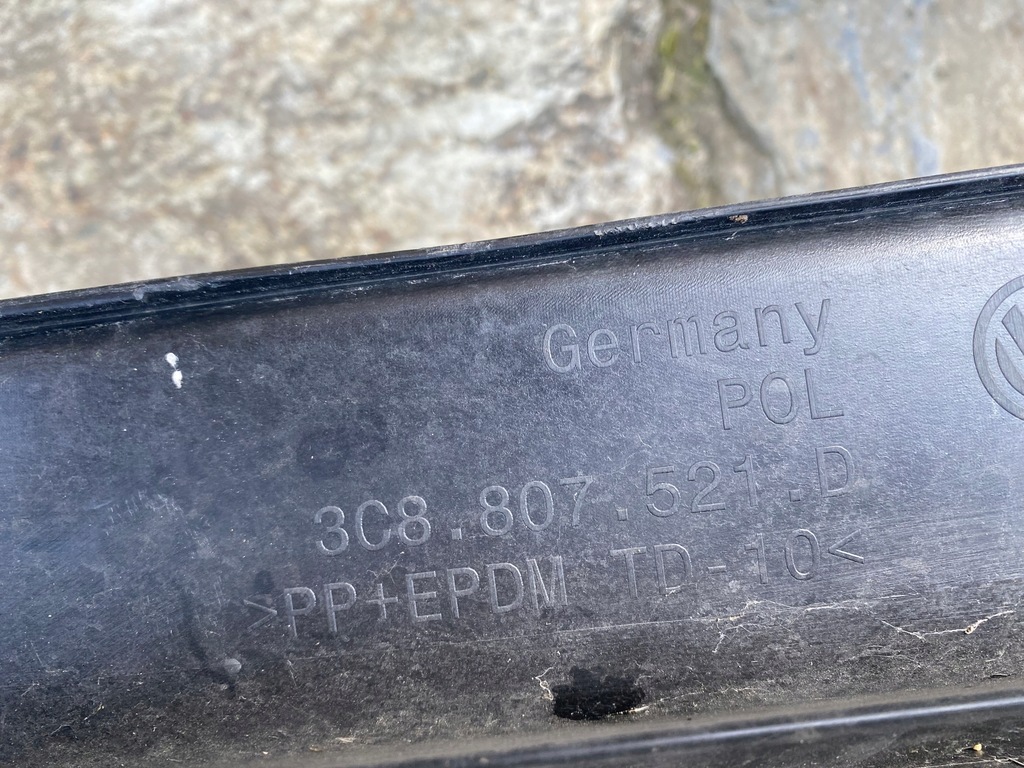 Germany
POL
3C8.807.521.D
>PP+EPDM TD-10<